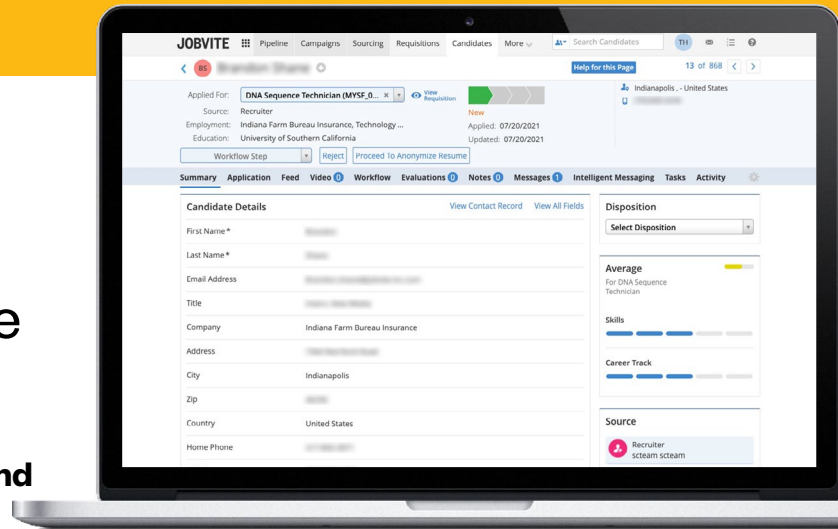 JOBVITE Pipeline Campaigns Sourcing Requisitions Candidates More Search Candidates TH
BS Help for this Page 13 of 868
Applied For: DNA Sequence Technician (MYSF_0... × View Requisition
Source: Recruiter
Employment: Indiana Farm Bureau Insurance, Technology ...
Education: University of Southern Californi
New
Applied: 07/20/2021
Updated: 07/20/2021
Indianapolis , - United States
Workflow Step Reject Proceed To Anonymize Resume
Summary Application Feed Video 0 Workflow Evaluations 0 Notes 0 Messages 1 Intelligent Messaging Tasks Activity
Candidate Details View Contact Record View All Fields
First Name*
Last Name*
Email Address
Title
Company Indiana Farm Bureau Insurance
Address
City Indianapolis
Zip
Country United States
Home Phone
Disposition
Select Disposition
Average
For DNA Sequence
Technician
Skills
Career Track
Source
Recruiter
scteam scteam
e
nd